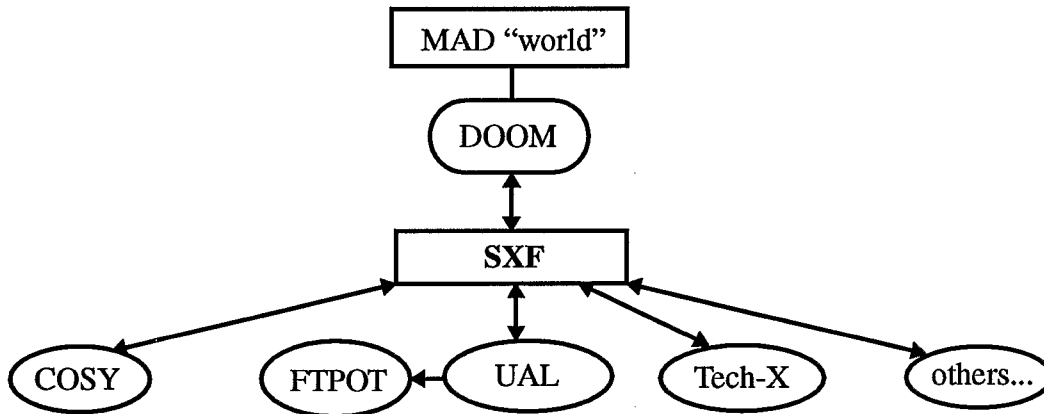 MAD “world”
DOOM
SXF
COSY
FTPOT
UAL
Tech-X
others...